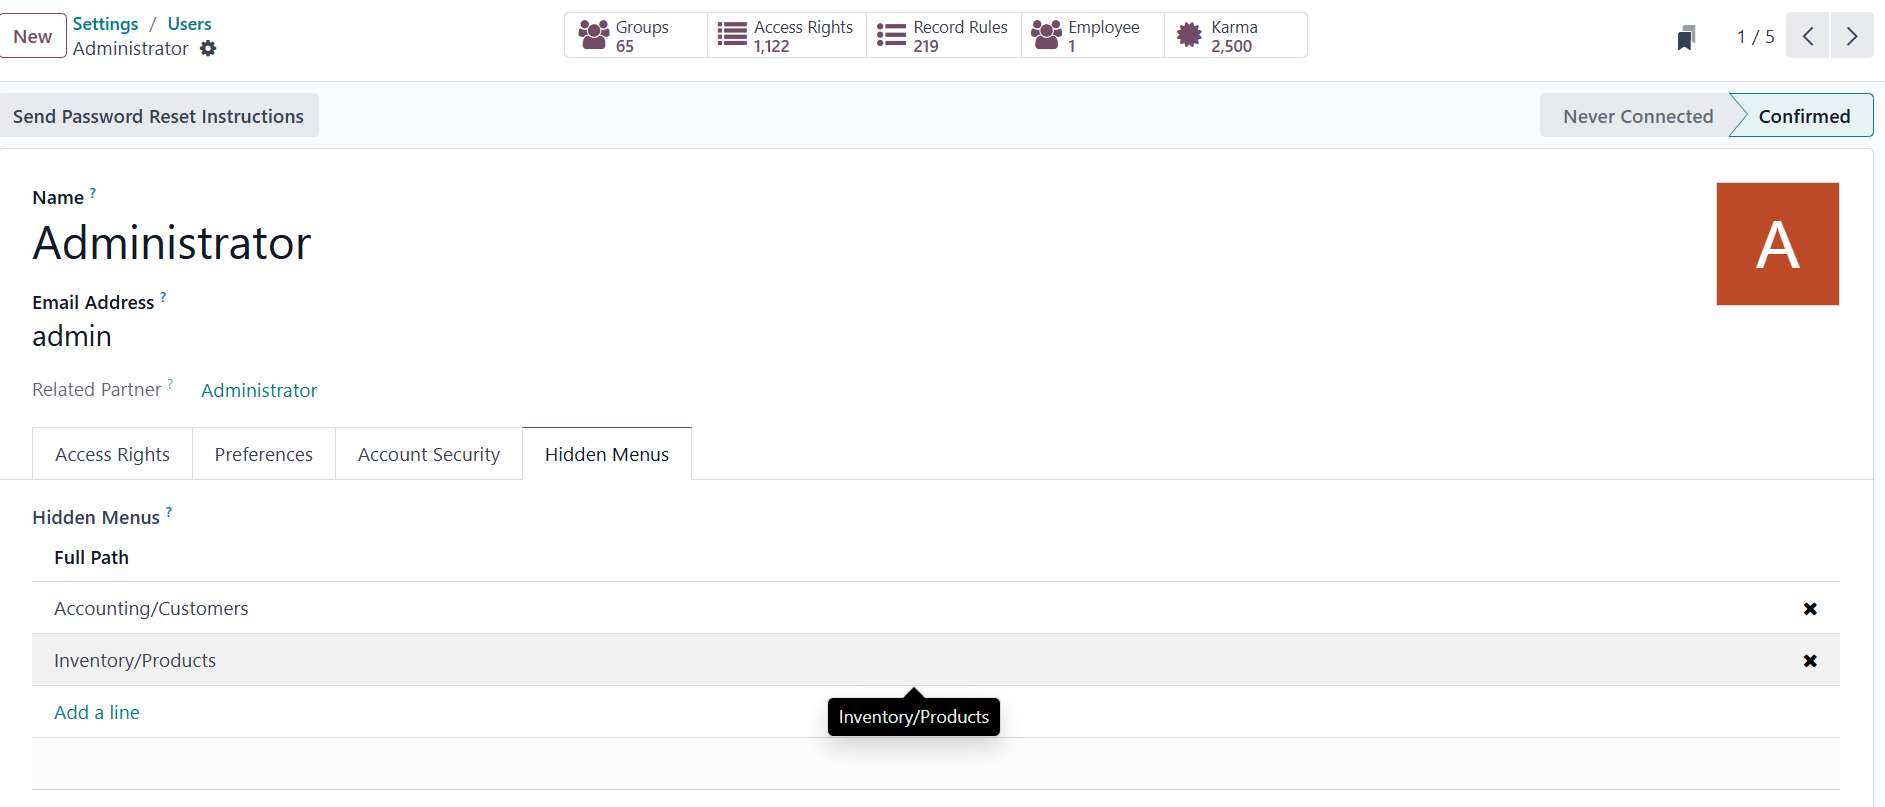 New
Settings / Users
Administrator
Groups
65
Access Rights
1,122
Record Rules
219
Employee
1
Karma
2,500
1 / 5
Send Password Reset Instructions
Never Connected
Confirmed
Name ?
Administrator
A
Email Address ?
admin
Related Partner ? Administrator
Access Rights Preferences Account Security Hidden Menus
Hidden Menus ?
Full Path
Accounting/Customers
Inventory/Products
Add a line
Inventory/Products